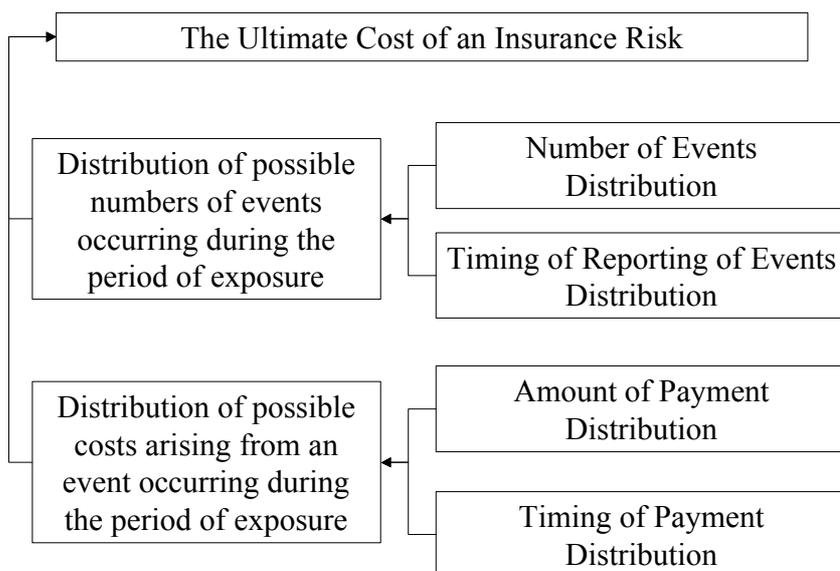 The Ultimate Cost of an Insurance Risk
Distribution of possible
numbers of events
occurring during the
period of exposure
Number of Events
Distribution
Timing of Reporting of Events
Distribution
Distribution of possible
costs arising from an
event occurring during
the period of exposure
Amount of Payment
Distribution
Timing of Payment
Distribution